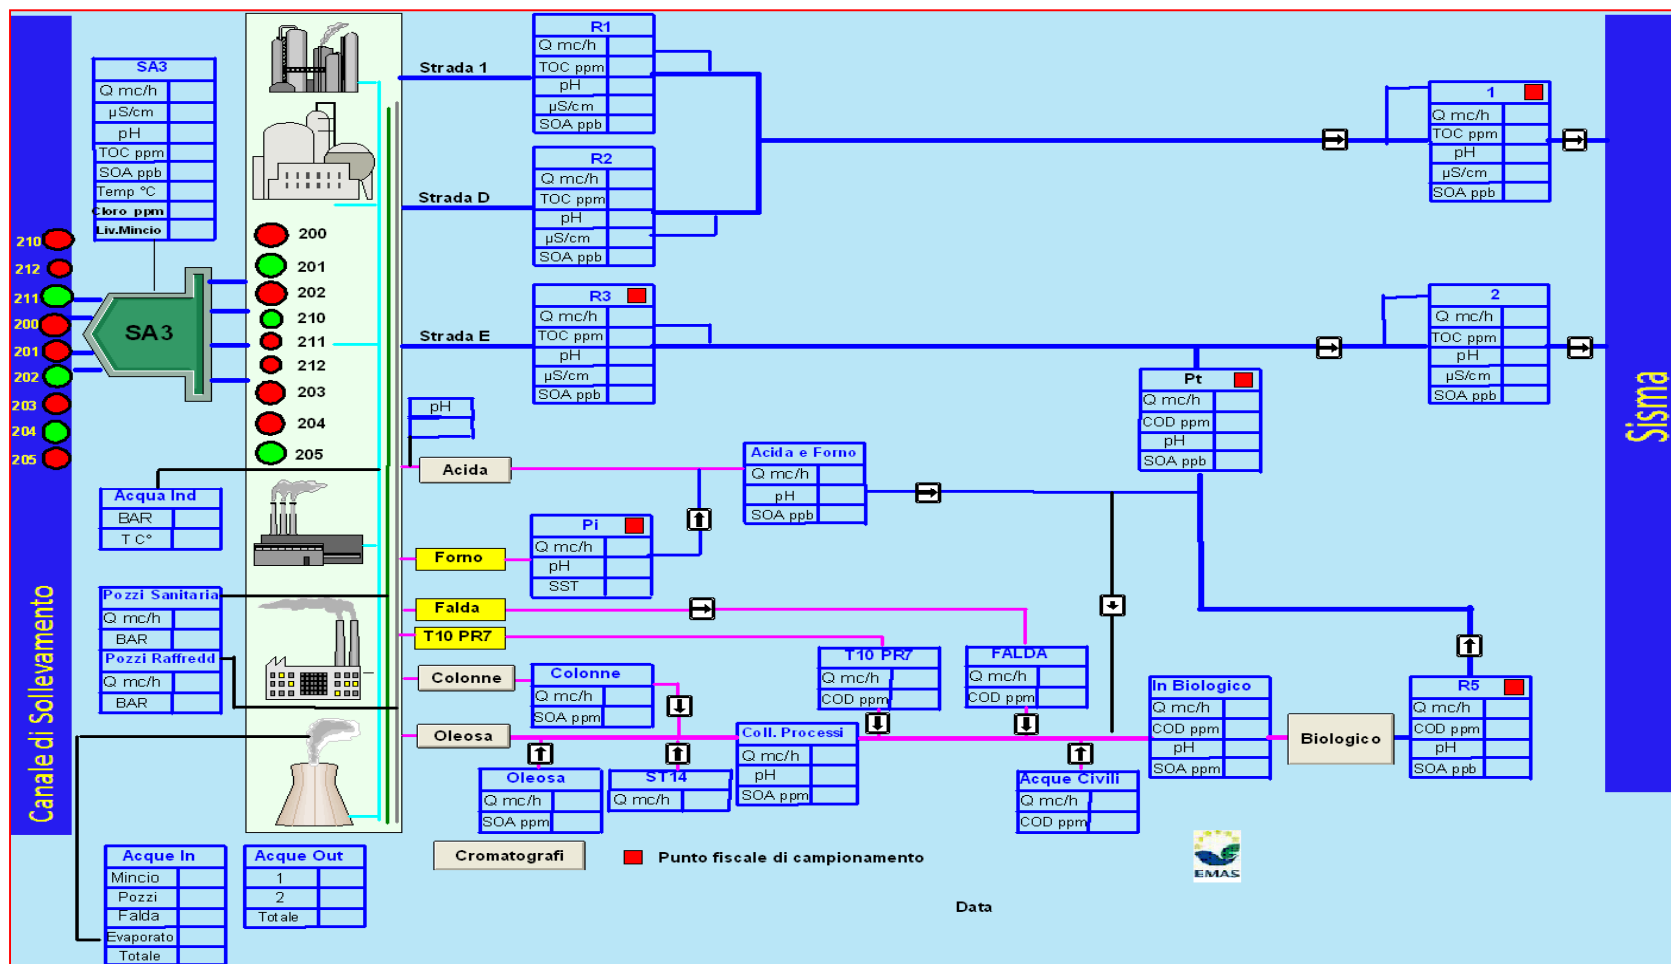 SA3
Q mc/h
µS/cm
pH
TOC ppm
SOA ppb
Temp °C
Cloro ppm
Liv.Mincio
210
212
211
200
201
202
203
204
205
Canale di Sollevamento
SA3
200
201
202
210
211
212
203
204
205
Acqua Ind
BAR
T C°
Pozzi Sanitaria
Q mc/h
BAR
Pozzi Raffredd
Q mc/h
BAR
Acque In
Mincio
Pozzi
Falda
Evaporato
Totale
Acque Out
1
2
Totale
Strada 1
R1
Q mc/h
TOC ppm
pH
µS/cm
SOA ppb
Strada D
R2
Q mc/h
TOC ppm
pH
µS/cm
SOA ppb
Strada E
R3
Q mc/h
TOC ppm
pH
µS/cm
SOA ppb
1
Q mc/h
TOC ppm
pH
µS/cm
SOA ppb
2
Q mc/h
TOC ppm
pH
µS/cm
SOA ppb
Pt
Q mc/h
COD ppm
pH
SOA ppb
pH
Acida
Acida e Forno
Q mc/h
pH
SOA ppb
Forno
Pi
Q mc/h
pH
SST
Falda
T10 PR7
Colonne
Colonne
Q mc/h
SOA ppm
Oleosa
Oleosa
Q mc/h
SOA ppm
ST14
Q mc/h
Coll. Processi
Q mc/h
pH
SOA ppm
T10 PR7
Q mc/h
COD ppm
FALDA
Q mc/h
COD ppm
Acque Civili
Q mc/h
COD ppm
In Biologico
Q mc/h
COD ppm
pH
SOA ppm
Biologico
R5
Q mc/h
COD ppm
pH
SOA ppb
Sisma
Cromatografi
Punto fiscale di campionamento
EMAS
Data